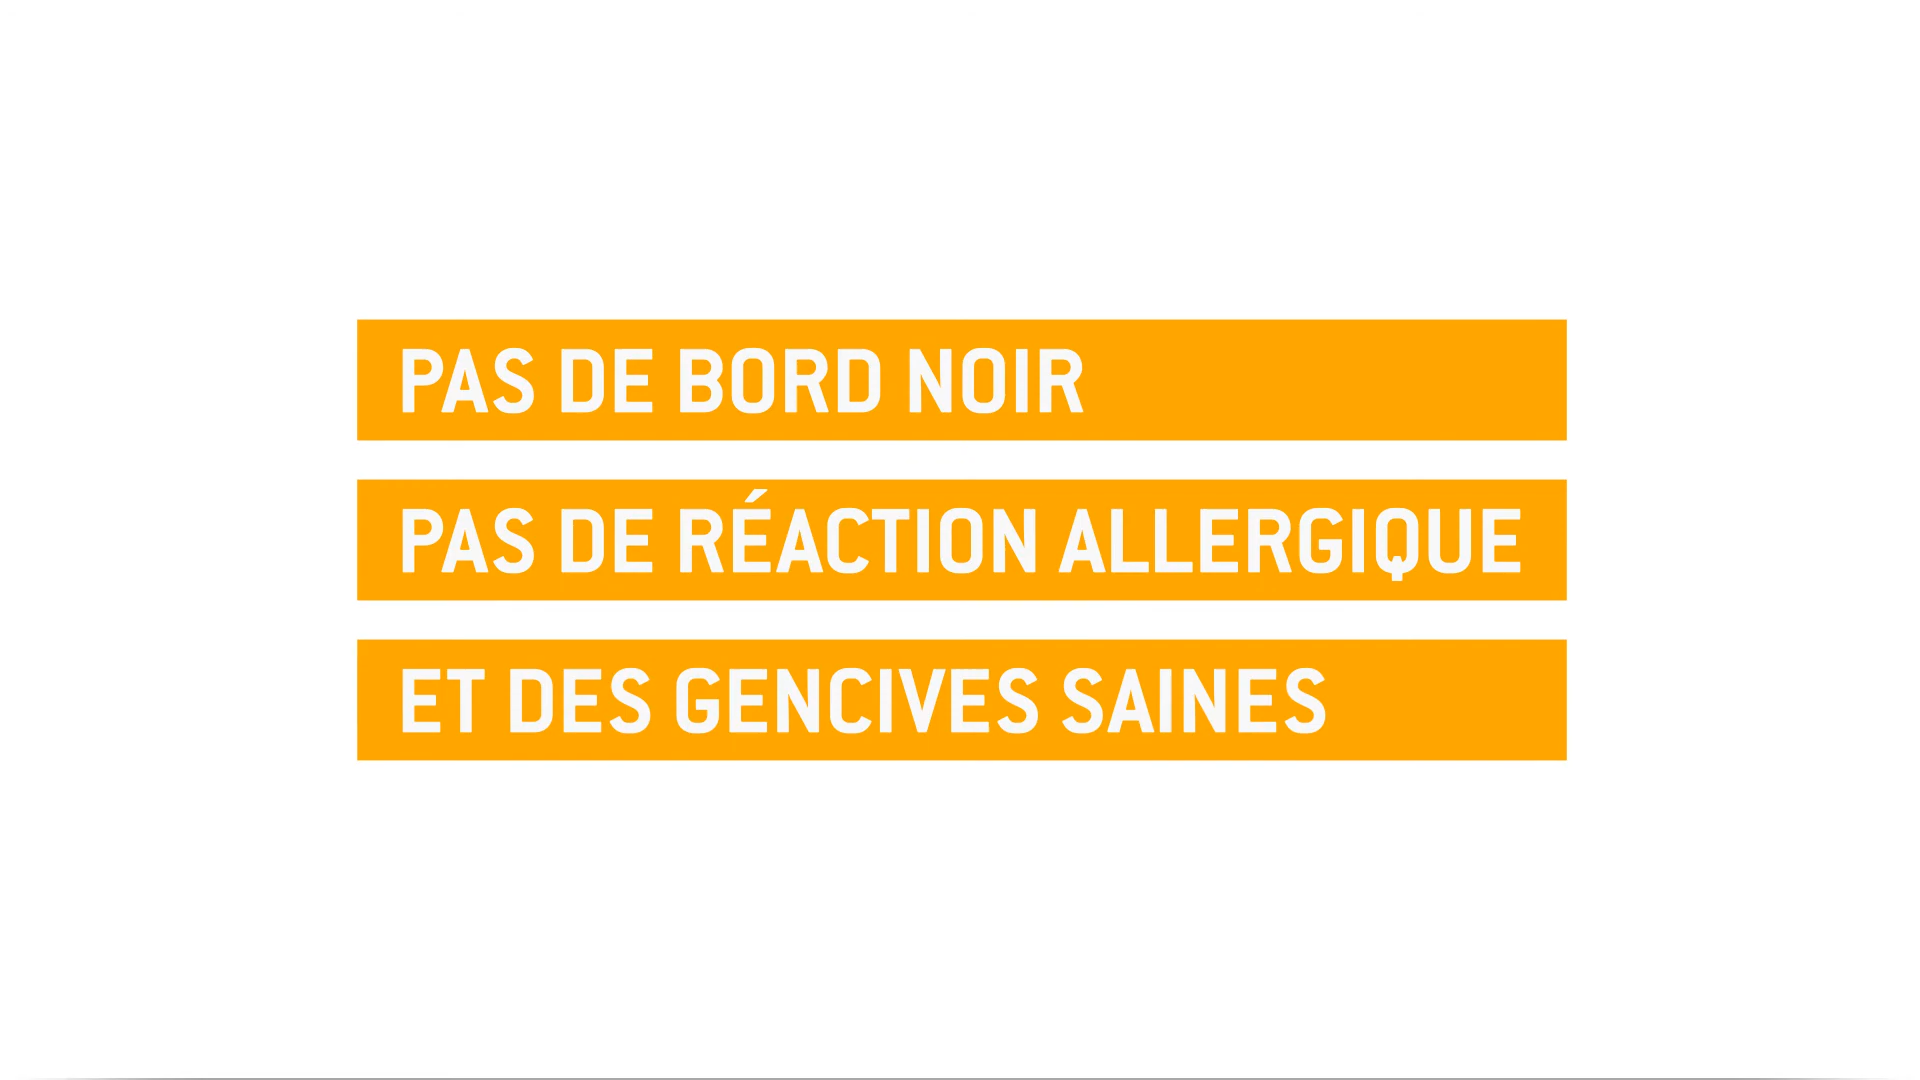 PAS DE BORD NOIR
PAS DE RÉACTION ALLERGIQUE
ET DES GENCIVES SAINES